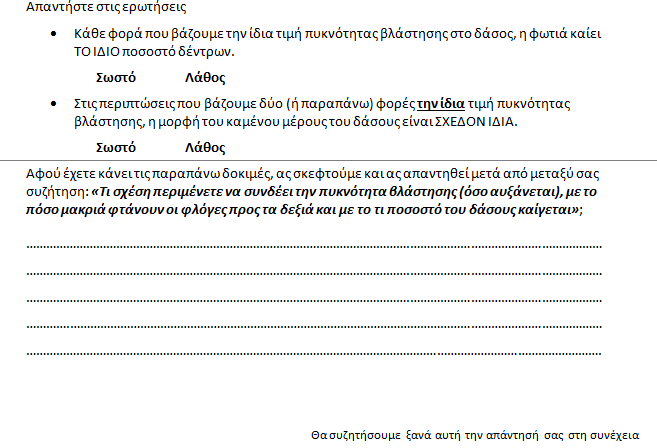 Απαντήστε στις ερωτήσεις
• Κάθε φορά που βάζουμε την ίδια τιμή πυκνότητας βλάστησης στο δάσος, η φωτιά καίει
ΤΟ ΙΔΙΟ ποσοστό δέντρων.
Σωστό Λάθος
• Στις περιπτώσεις που βάζουμε δύο (ή παραπάνω) φορές την ίδια τιμή πυκνότητας
βλάστησης, η μορφή του καμένου μέρους του δάσους είναι ΣΧΕΔΟΝ ΙΔΙΑ.
Σωστό Λάθος
Αφού έχετε κάνει τις παραπάνω δοκιμές, ας σκεφτούμε και ας απαντηθεί μετά από μεταξύ σας
συζήτηση: «Τι σχέση περιμένετε να συνδέει την πυκνότητα βλάστησης (όσο αυξάνεται), με το
πόσο μακριά φτάνουν οι φλόγες προς τα δεξιά και με το τι ποσοστό του δάσους καίγεται»;
Θα συζητήσουμε ξανά αυτή την απάντησή σας στη συνέχεια